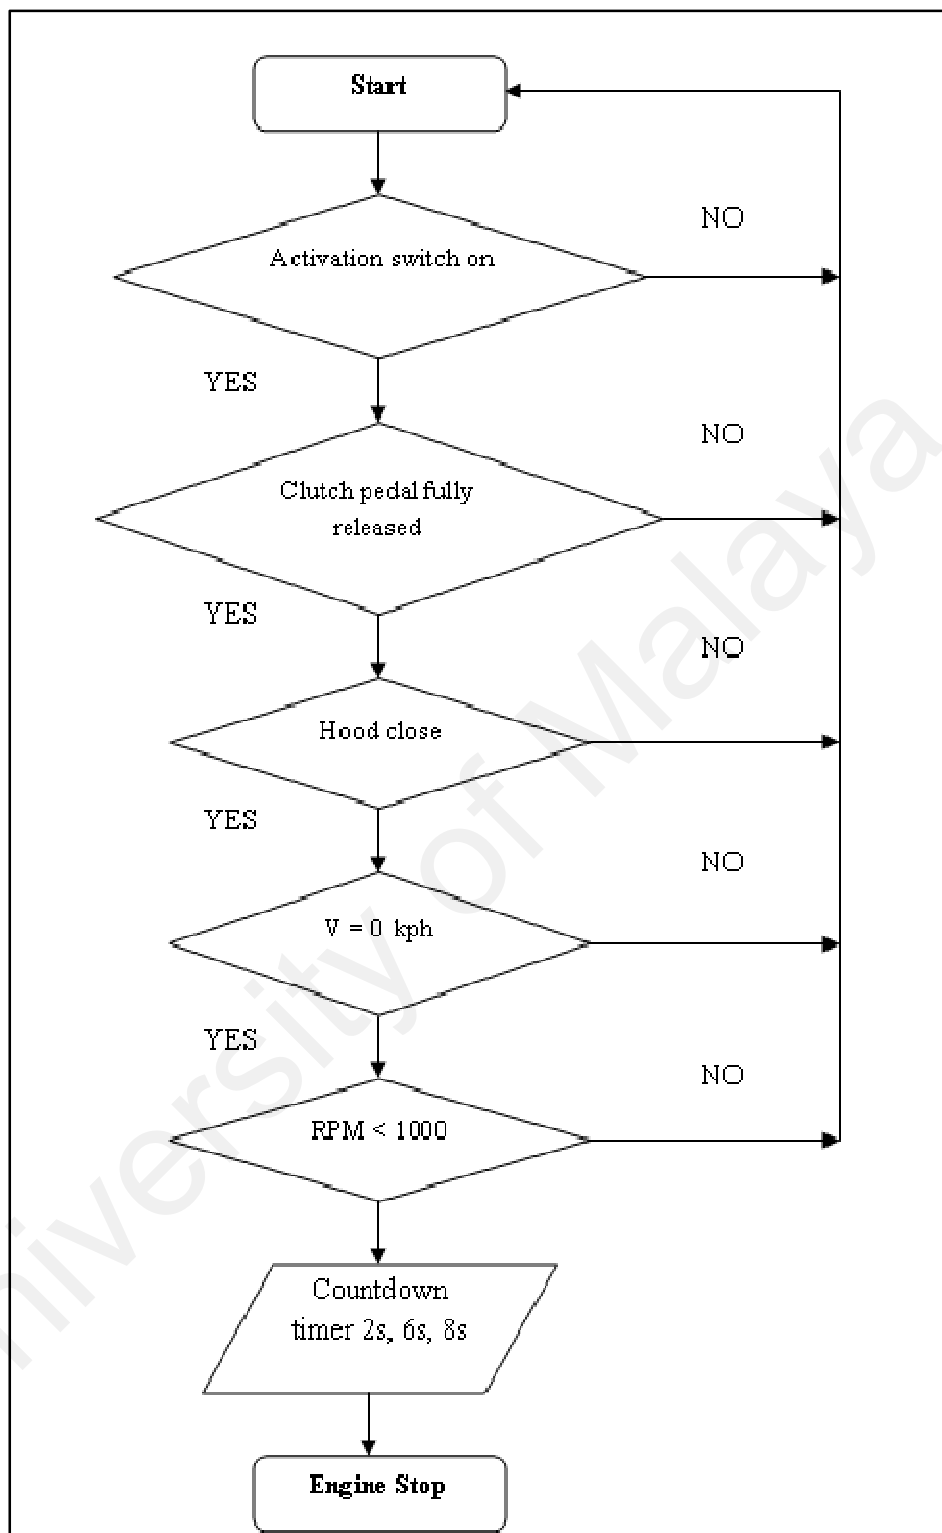 Start
NO
Activation switch on
YES
NO
Clutch pedal fully
released
YES
NO
Hood close
YES
NO
V = 0 kph
YES
NO
RPM < 1000
Countdown
timer 2s, 6s, 8s
Engine Stop
University of Malaya